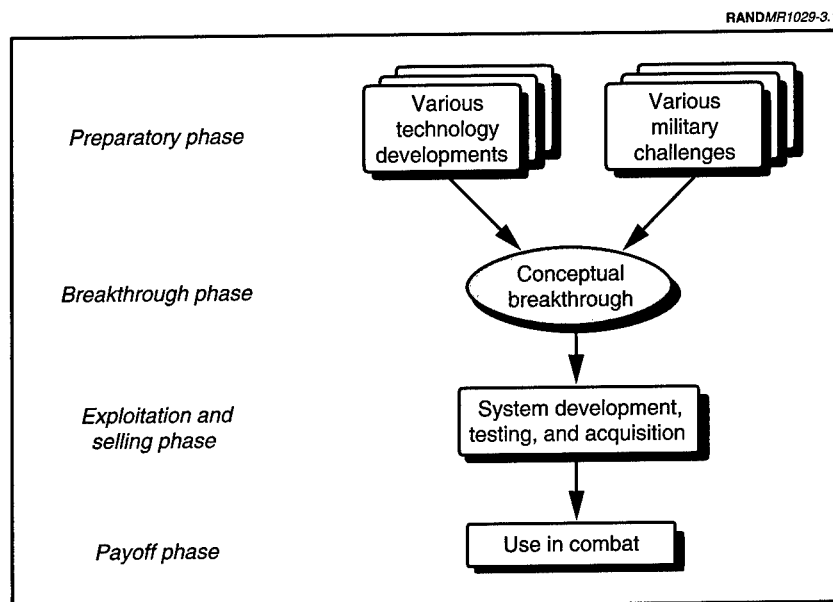 RANDMR1029-3.
Preparatory phase
Various
technology
developments
Various
military
challenges
Breakthrough phase
Conceptual
breakthrough
Exploitation and
selling phase
System development,
testing, and acquisition
Payoff phase
Use in combat